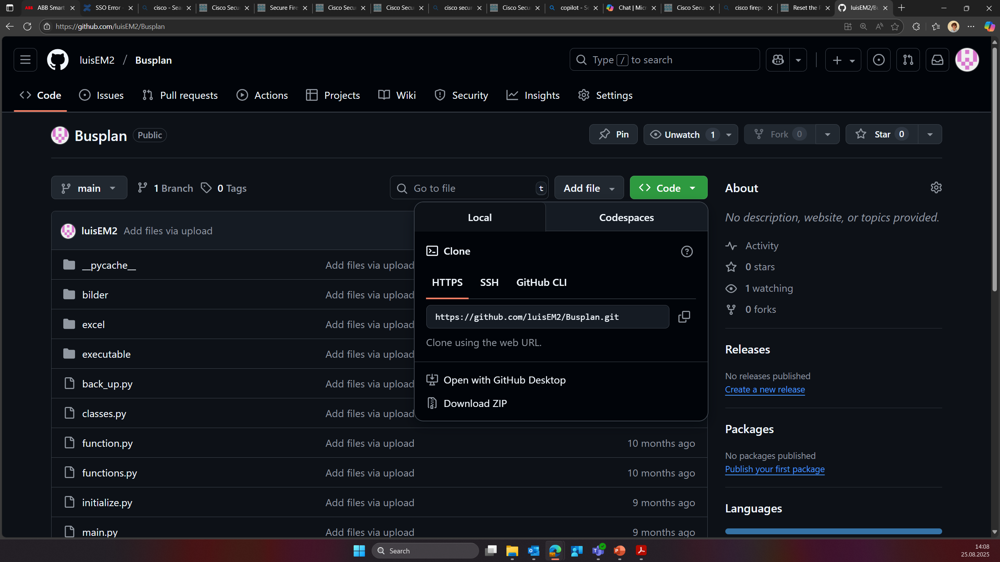 ABB Smart
SSO Error -
cisco - Sea
Cisco Secu
Secure Fire
Cisco Secu
Cisco Secu
cisco secur
Cisco Secu
copilot - Se
Chat | Micr
Cisco Secu
cisco firepo
Reset the P
luisEM2/Bu
https://github.com/luisEM2/Busplan
luisEM2 / Busplan
Type / to search
Code
Issues
Pull requests
Actions
Projects
Wiki
Security
Insights
Settings
Busplan Public
Pin
Unwatch 1
Fork 0
Star 0
main
1 Branch
0 Tags
Go to file t
Add file
Code
About
No description, website, or topics provided.
Activity
0 stars
1 watching
0 forks
Releases
No releases published
Create a new release
Packages
No packages published
Publish your first package
Languages
Local
Codespaces
Clone
HTTPS
SSH
GitHub CLI
https://github.com/luisEM2/Busplan.git
Clone using the web URL.
Open with GitHub Desktop
Download ZIP
luisEM2 Add files via upload
__pycache__ Add files via upload
bilder Add files via upload
excel Add files via upload
executable Add files via upload
back_up.py Add files via upload
classes.py Add files via upload
function.py Add files via upload 10 months ago
functions.py Add files via upload 10 months ago
initialize.py Add files via upload 9 months ago
main.py Add files via upload 9 months ago
Search
14:08
25.08.2025